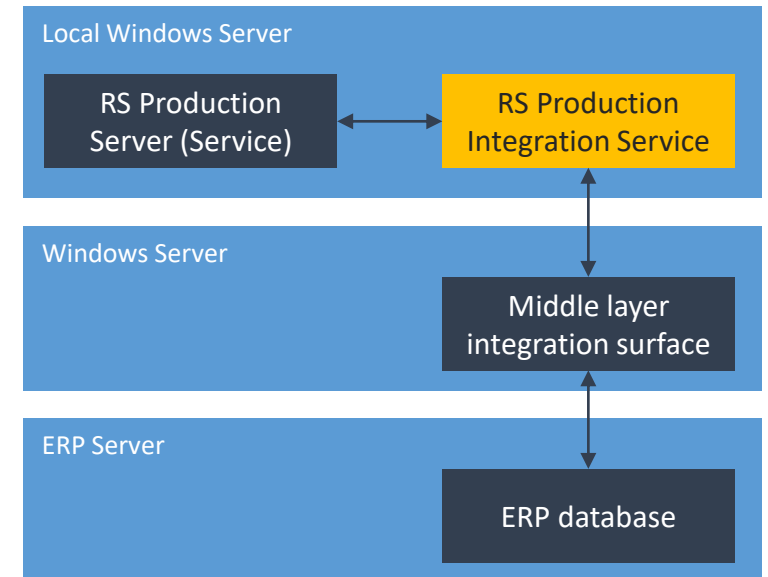 Local Windows Server
RS Production
Server (Service)
RS Production
Integration Service
Windows Server
Middle layer
integration surface
ERP Server
ERP database